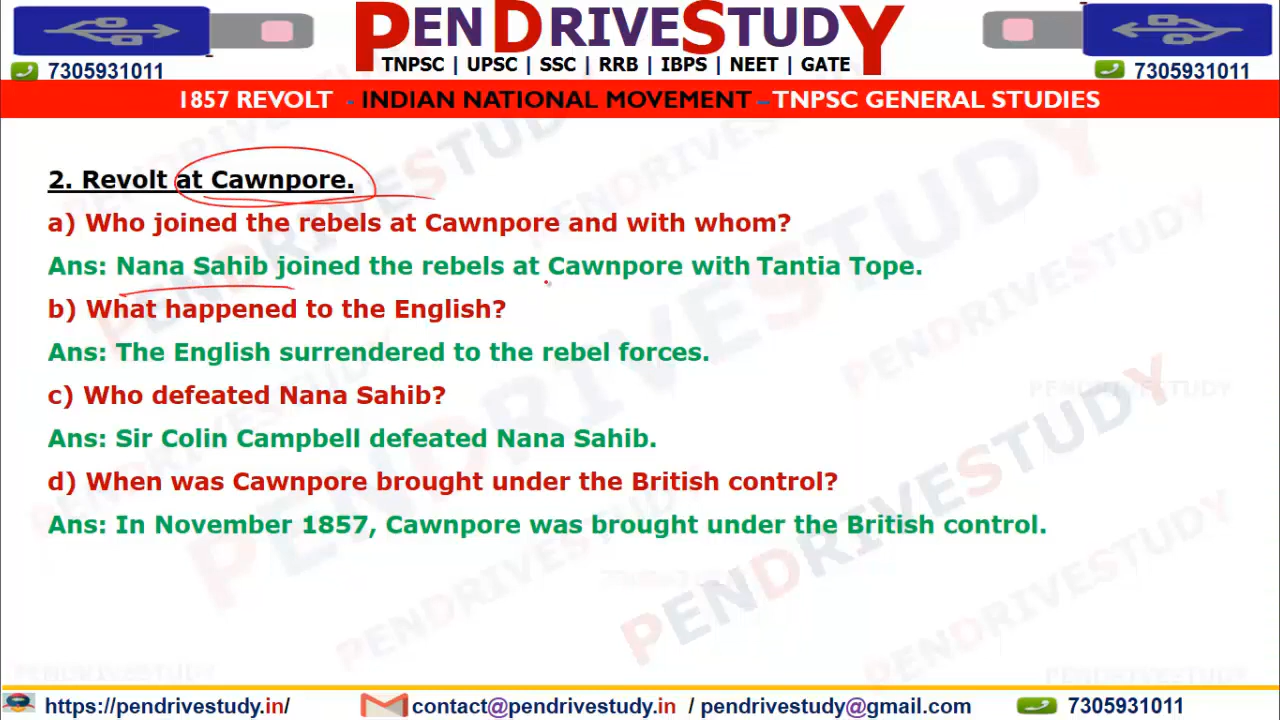 PENDRIVESTUDY
TNPSC | UPSC | SSC | RRB | IBPS | NEET | GATE
7305931011
7305931011
1857 REVOLT - INDIAN NATIONAL MOVEMENT – TNPSC GENERAL STUDIES
2. Revolt at Cawnpore.
a) Who joined the rebels at Cawnpore and with whom?
Ans: Nana Sahib joined the rebels at Cawnpore with Tantia Tope.
b) What happened to the English?
Ans: The English surrendered to the rebel forces.
c) Who defeated Nana Sahib?
Ans: Sir Colin Campbell defeated Nana Sahib.
d) When was Cawnpore brought under the British control?
Ans: In November 1857, Cawnpore was brought under the British control.
PENDRIVESTUDY
https://pendrivestudy.in/ contact@pendrivestudy.in / pendrivestudy@gmail.com 7305931011